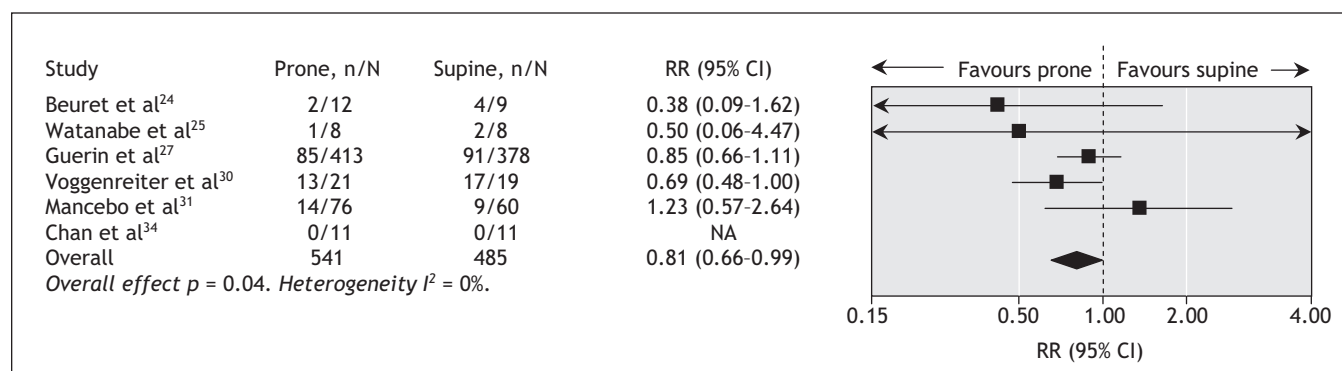 Study Prone, n/N Supine, n/N RR (95% CI) Favours prone Favours supine
Beuret et al24 2/12 4/9 0.38 (0.09–1.62)
Watanabe et al25 1/8 2/8 0.50 (0.06–4.47)
Guerin et al27 85/413 91/378 0.85 (0.66–1.11)
Voggenreiter et al30 13/21 17/19 0.69 (0.48–1.00)
Mancebo et al31 14/76 9/60 1.23 (0.57–2.64)
Chan et al34 0/11 0/11 NA
Overall 541 485 0.81 (0.66–0.99)
Overall effect p = 0.04. Heterogeneity I2 = 0%.
0.15 0.50 1.00 2.00 4.00
RR (95% CI)